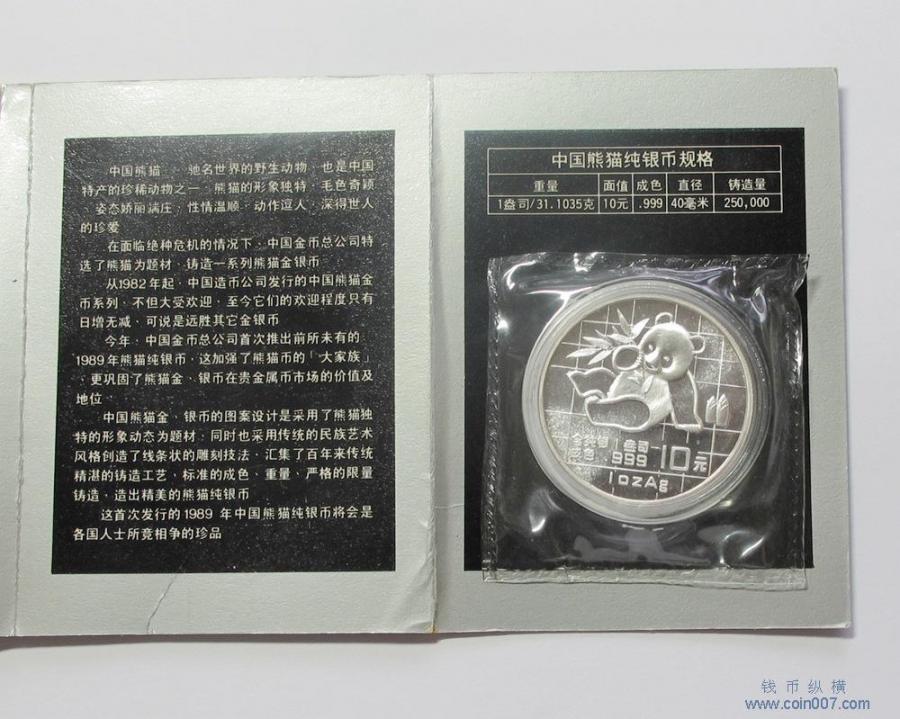 中国熊猫·驰名世界的野生动物·也是中国
特产的珍稀动物之一·熊猫的形象独特·毛色奇颖
·姿态娇丽满庄·性情温顺·动作逗人·深得世人
的珍爱
在面临绝种危机的情况下·中国金币总公司特
选了熊猫为题材·铸造一系列熊猫金银币
从1982年起·中国造币公司发行的中国熊猫金
币系列·不但大受欢迎·至今它们的欢迎程度只有
日增无减·可说是远胜其它金银币
今年·中国金币总公司首次推出前所未有的
1989年熊猫纯银币·这加强了熊猫币的「大家族」
·更巩固了熊猫金、银币在贵金属币市场的价值及
地位
中国熊猫金、银币的图案设计是采用了熊猫独
特的形象动态为题材·同时也采用传统的民族艺术
风格创造了线条状的雕刻技法·汇集了百年来传统
精湛的铸造工艺、标准的成色、重量、严格的限量
铸造·造出精美的熊猫纯银币
这首次发行的1989 年中国熊猫纯银币将会是
各国人士所竞相争的珍品
中国熊猫纯银币规格
重量 面值 成色 直径 铸造量
1盎司/31.1035克 10元 .999 40毫米 250,000
含纯银1盎司
成色 .999 10元
1ozAg
钱币纵横
www.coin007.com